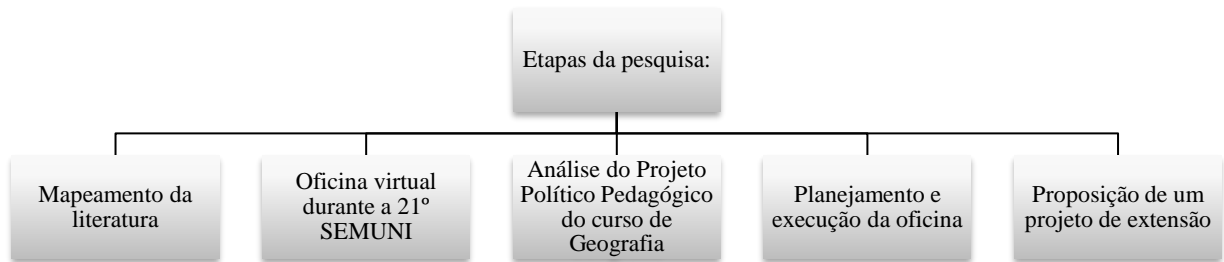 Etapas da pesquisa:
Mapeamento da
literatura
Oficina virtual
durante a 21º
SEMUNI
Análise do Projeto
Político Pedagógico
do curso de
Geografia
Planejamento e
execução da oficina
Proposição de um
projeto de extensão